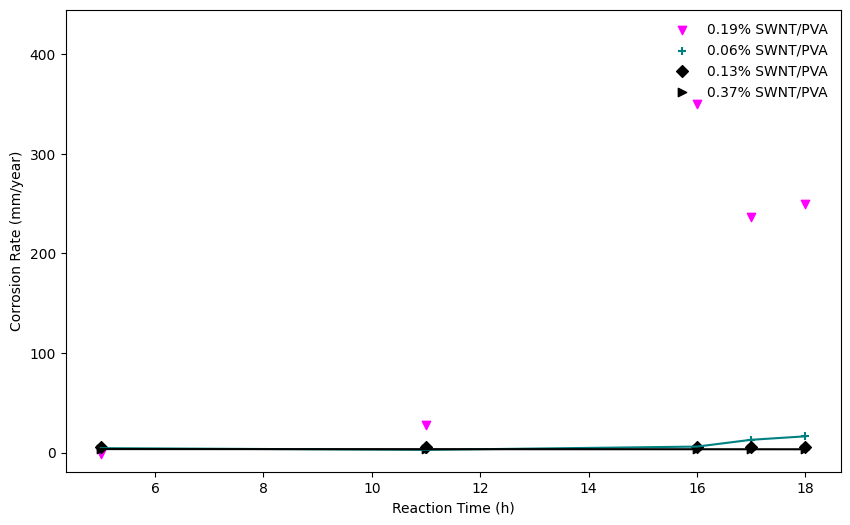 0.19% SWNT/PVA
0.06% SWNT/PVA
0.13% SWNT/PVA
0.37% SWNT/PVA
400
300
200
100
0
Corrosion Rate (mm/year)
6 8 10 12 14 16 18
Reaction Time (h)